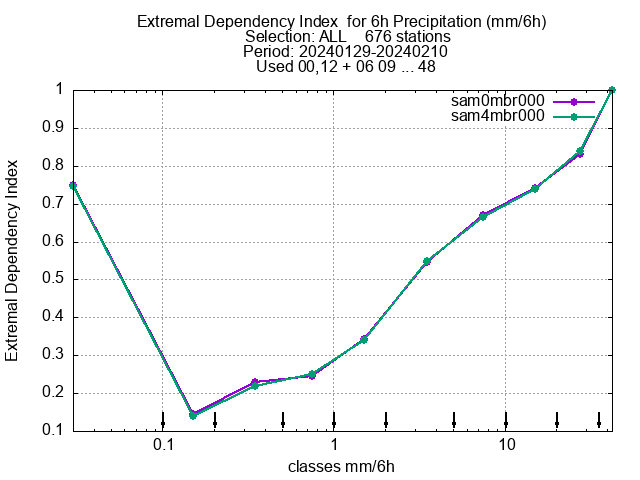 Extremal Dependency Index  for 6h Precipitation (mm/6h)
Selection: ALL    676 stations
Period: 20240129-20240210
Used 00,12 + 06 09 ... 48
sam0mbr000
sam4mbr000
1
0.9
0.8
0.7
0.6
0.5
0.4
0.3
0.2
0.1
Extremal Dependency Index
0.1 1 10
classes mm/6h